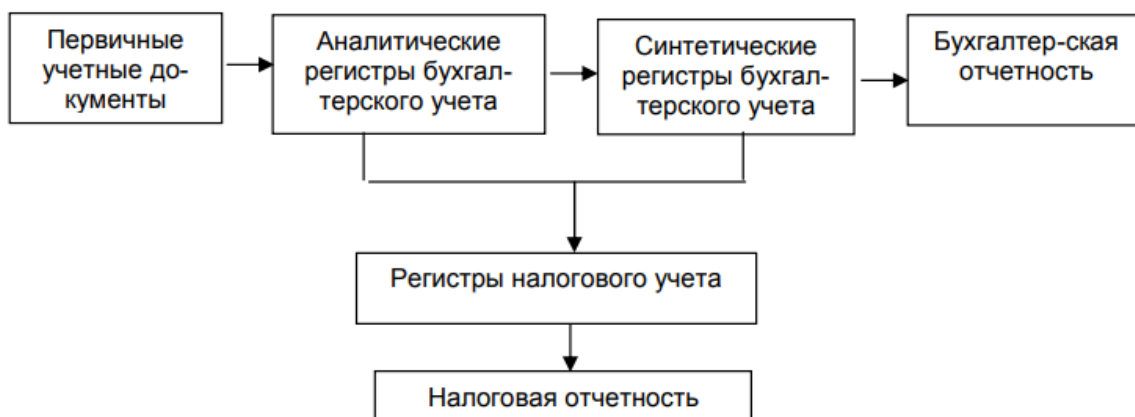 Первичные
учетные до-
кументы
Аналитические
регистры бухгал-
терского учета
Синтетические
регистры бухгал-
терского учета
Бухгалтер-ская
отчетность
Регистры налогового учета
Налоговая отчетность